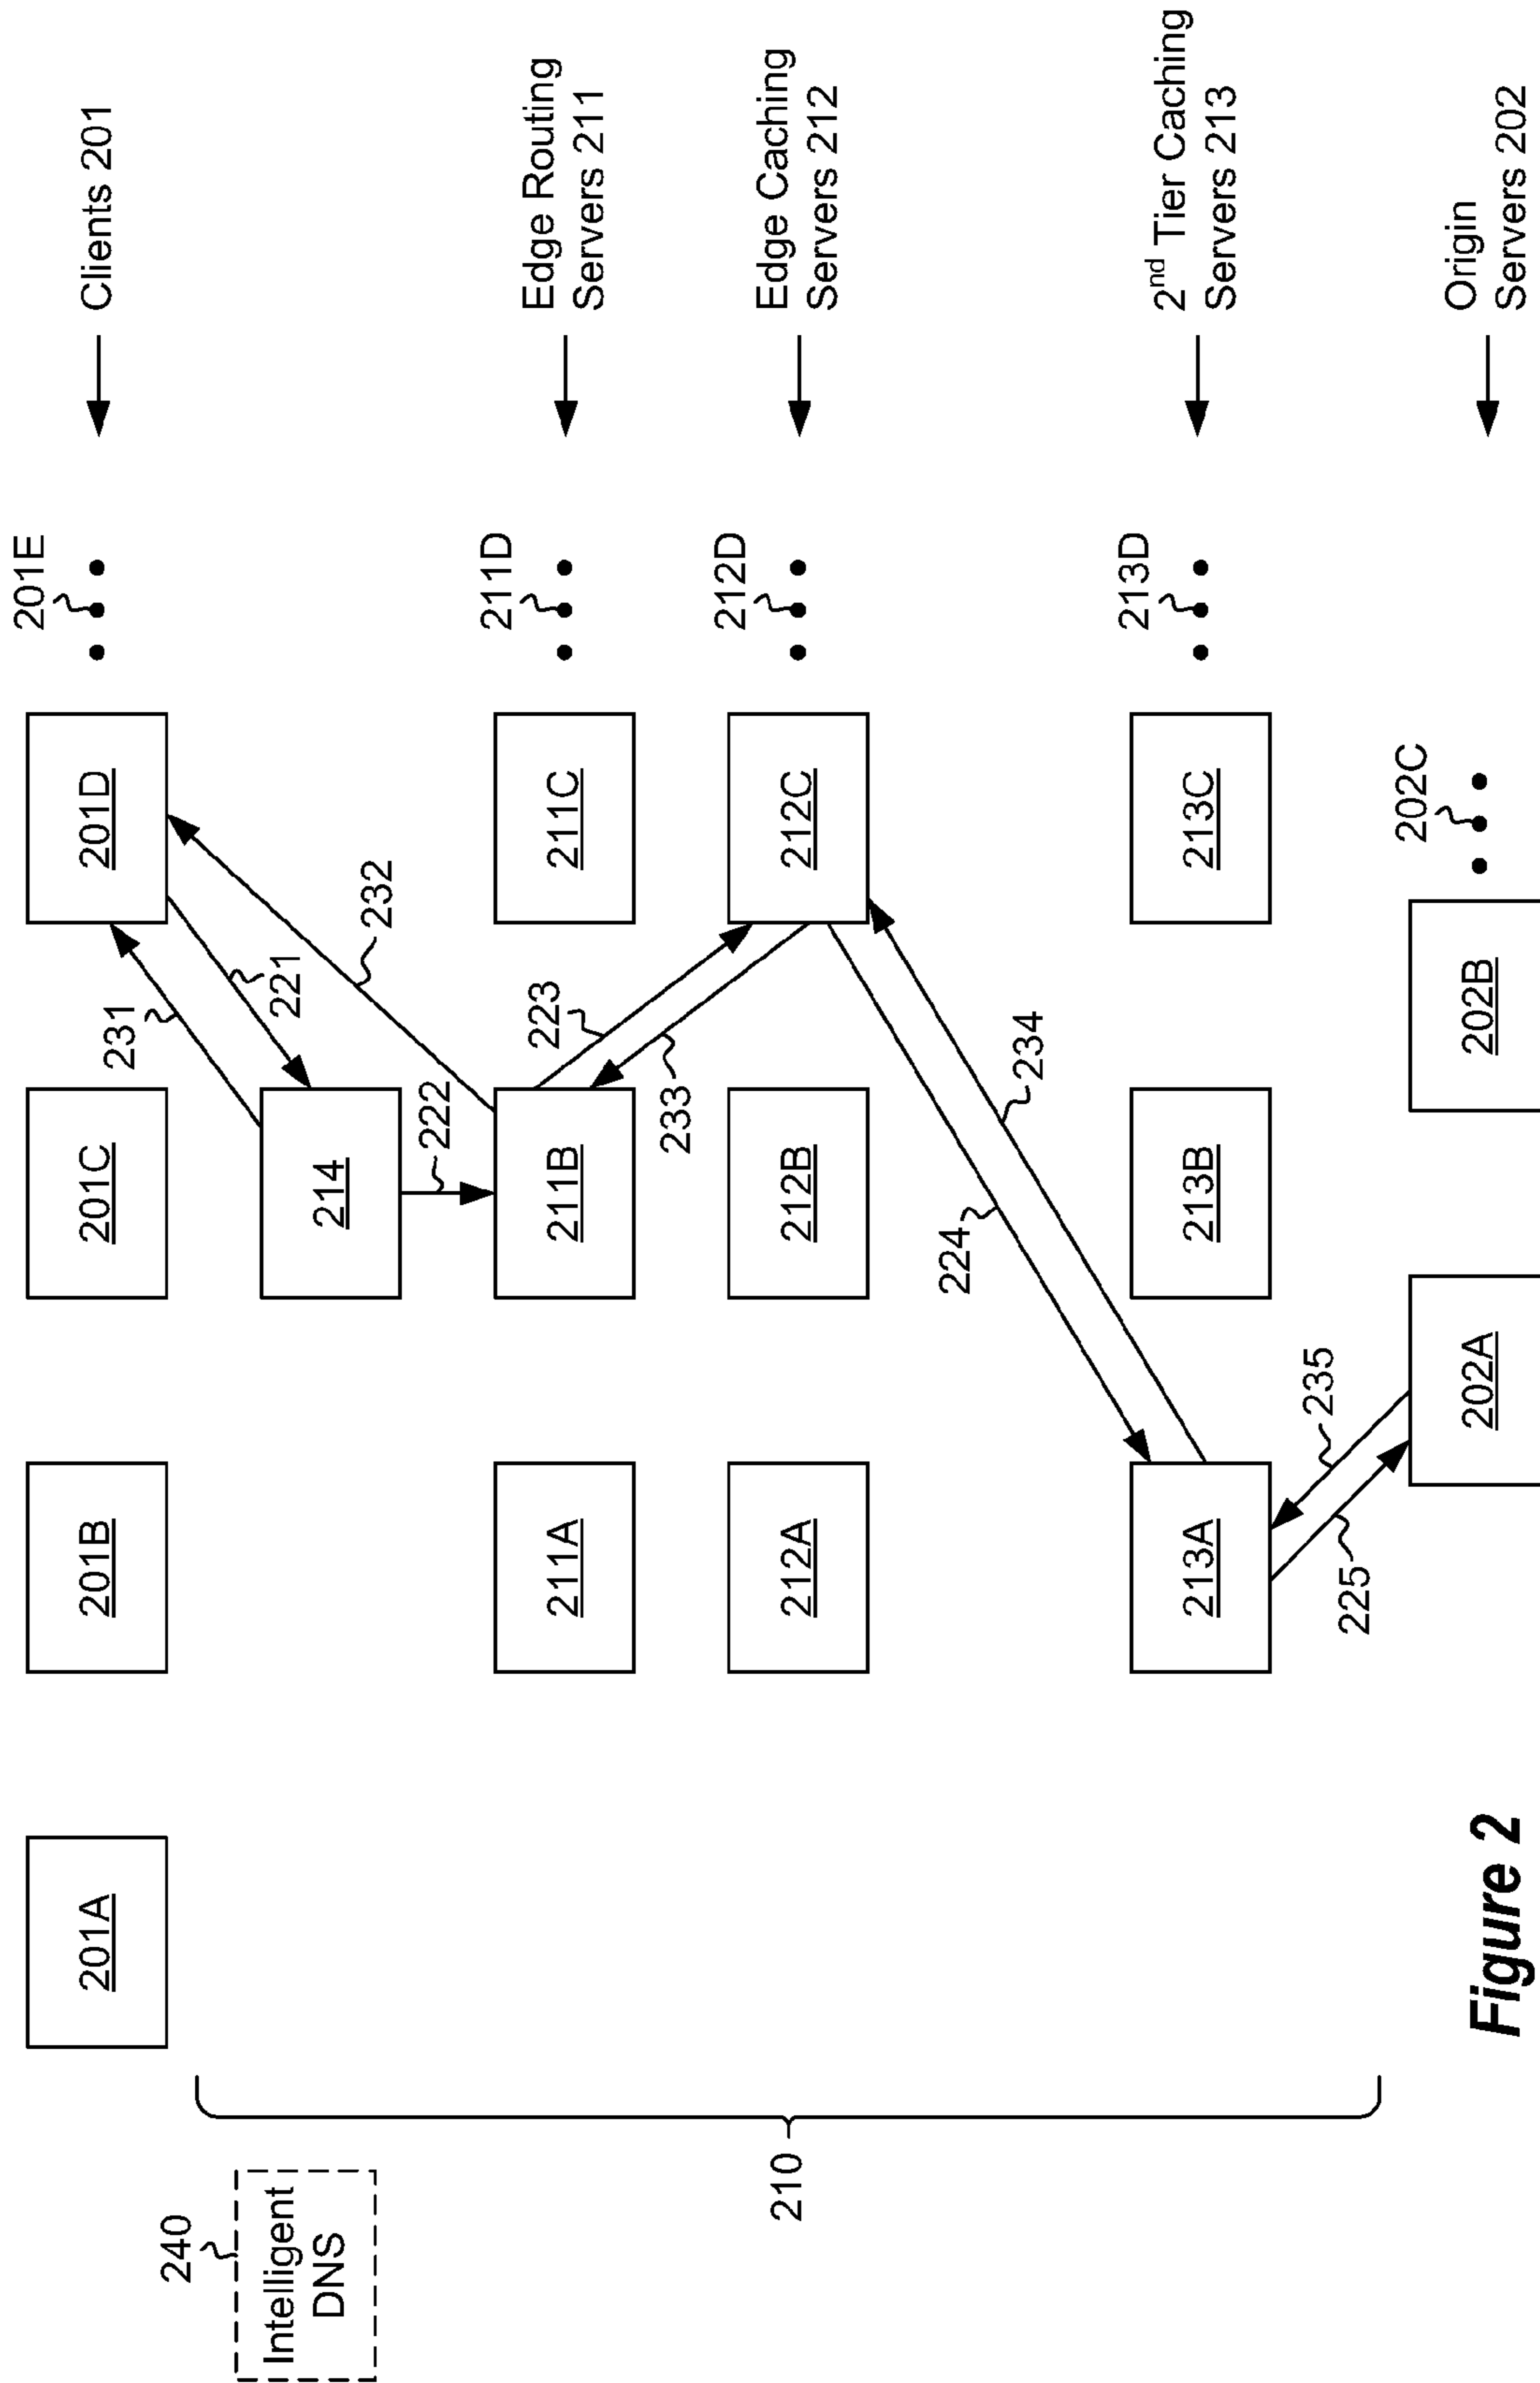 201E
201A
201B
201C
201D
Clients 201
240
231
221
Intelligent
DNS
214
232
222
211D
211A
211B
211C
Edge Routing
Servers 211
223
233
212D
212A
212B
212C
Edge Caching
Servers 212
210
224
234
213D
213A
213B
213C
2nd Tier Caching
Servers 213
235
225
202C
202A
202B
Origin
Servers 202
Figure 2